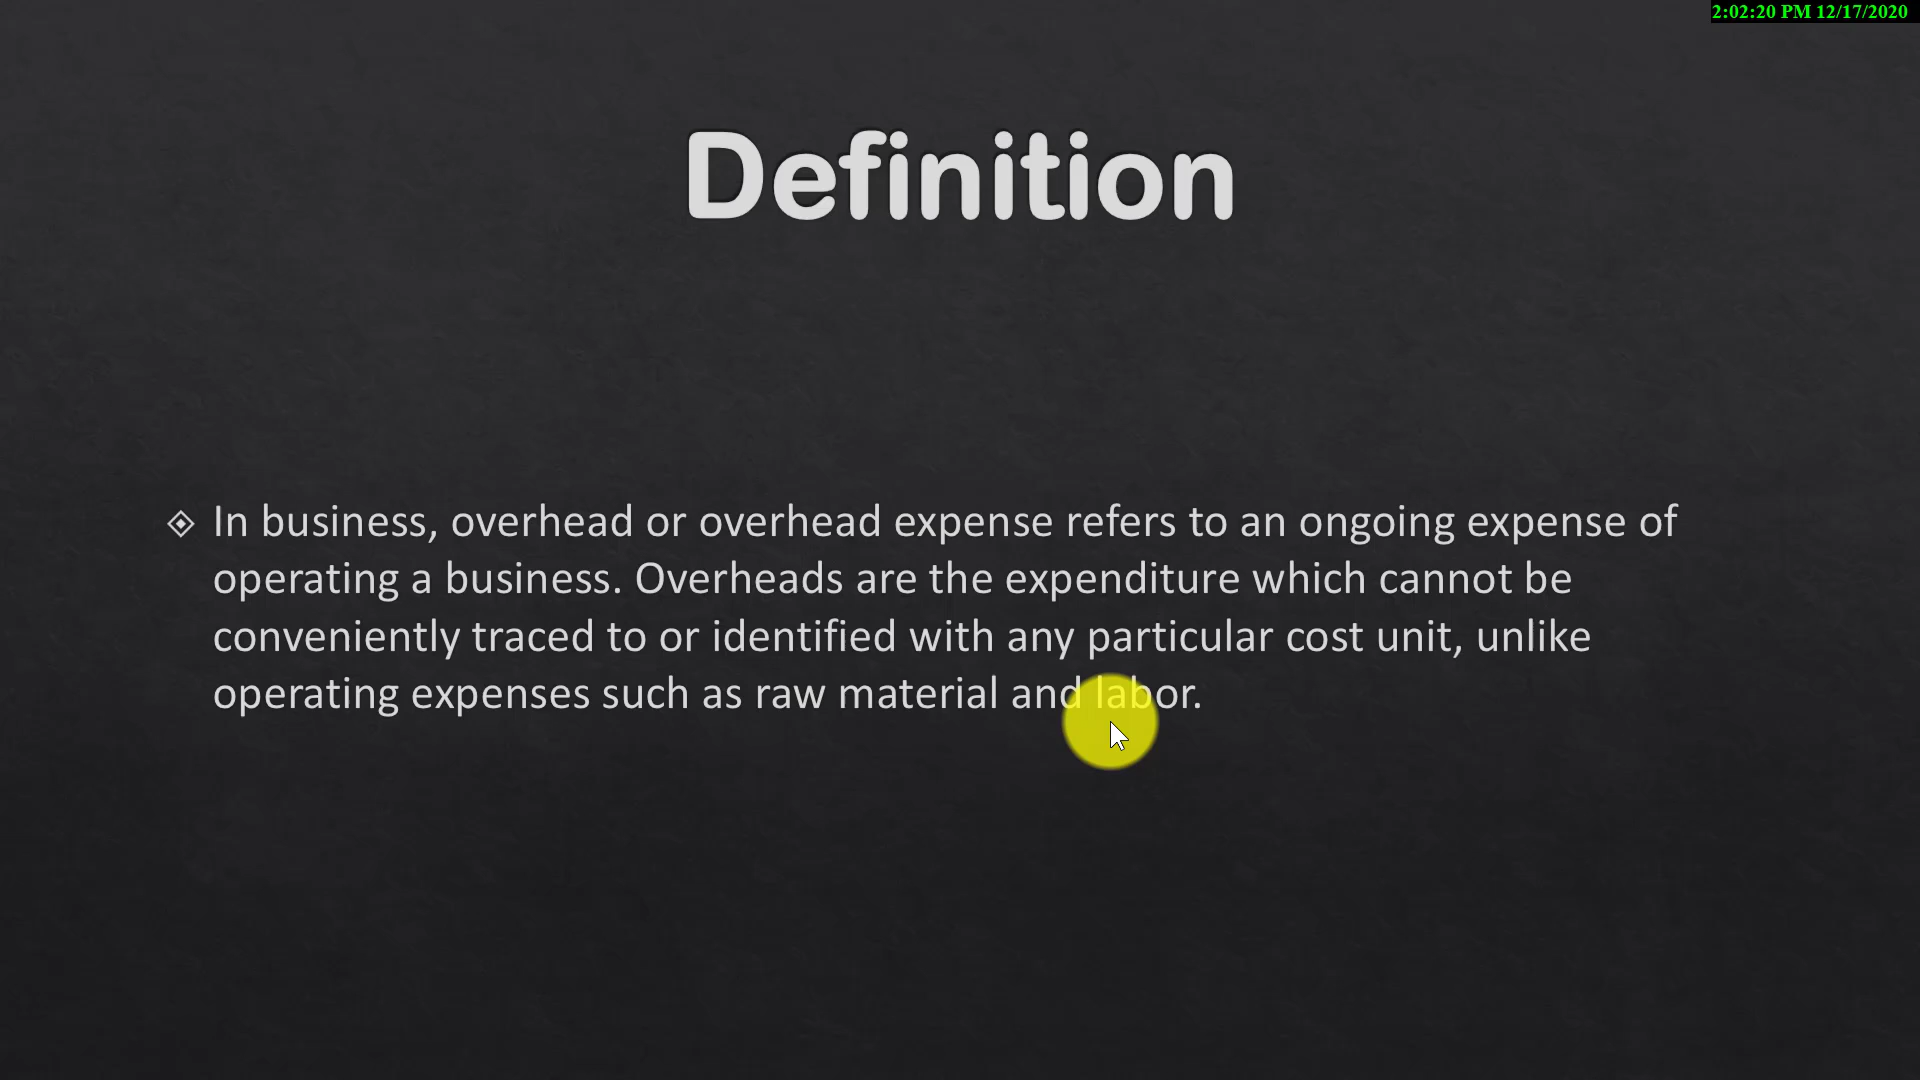 2:02:20 PM 12/17/2020
Definition
In business, overhead or overhead expense refers to an ongoing expense of
operating a business. Overheads are the expenditure which cannot be
conveniently traced to or identified with any particular cost unit, unlike
operating expenses such as raw material and labor.